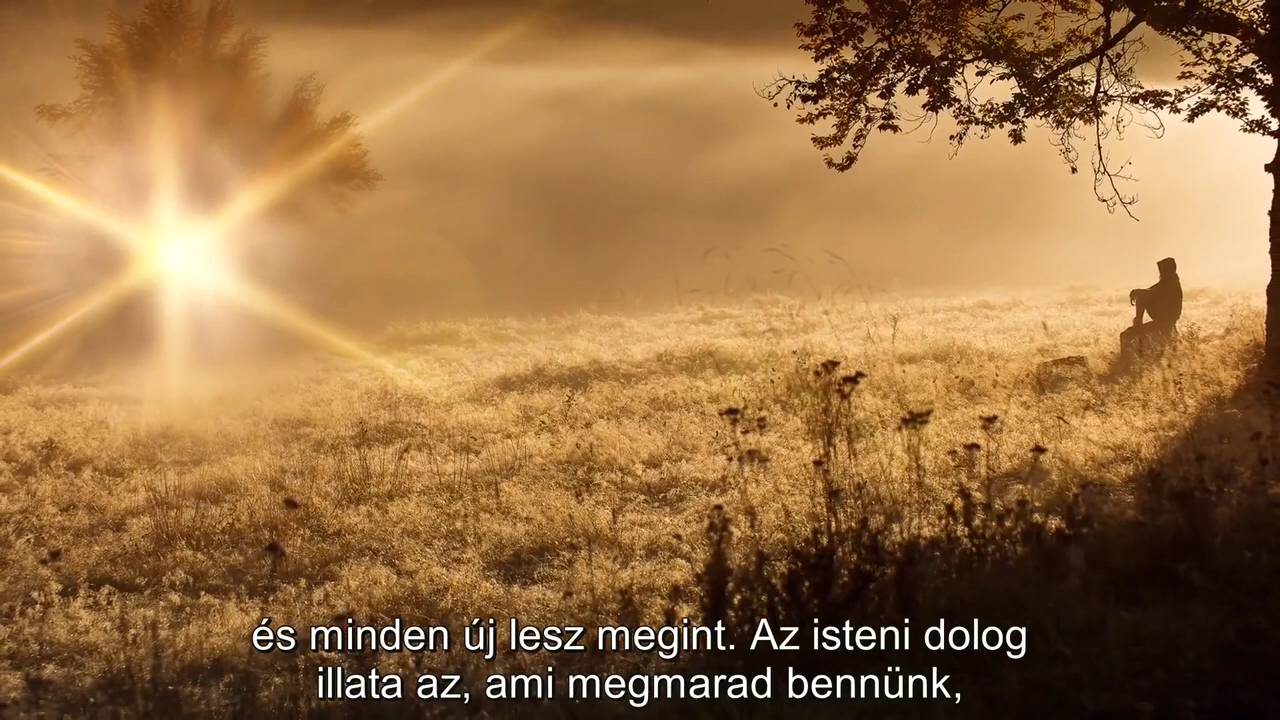 és minden új lesz megint. Az isteni dolog
illata az, ami megmarad bennünk,